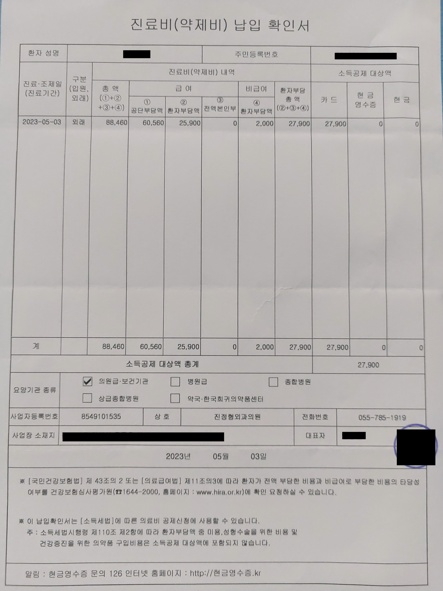 진료비(약제비) 납입 확인서
환자 성명 주민등록번호
진료비(약제비) 내역 소득공제 대상액
진료·조제일 (진료기간) 구분 (입원, 외래) 총 액 (①+② +③+④) 급 여 비급여 환자부담 총 액 (②+③+④) 카 드 현 금 영수증 현 금
① 공단부담액 ② 환자부담액 ③ 전액본인부 ④ 환자부담액
2023-05-03 외래 88,460 60,560 25,900 0 2,000 27,900 27,900 0 0
계 88,460 60,560 25,900 0 2,000 27,900 27,900 0 0
소득공제 대상액 총계 27,900
요양기관 종류 의원급·보건기관 병원급 종합병원
상급종합병원 약국·한국희귀의약품센터
사업자등록번호 8549101535 상 호 진정형외과의원 전화번호 055-785-1919
사업장 소재지 대표자
2023년 05월 03일
※ [국민건강보험법] 제 43조의 2 또는 [의료급여법] 제11조의3에 따라 환자가 전액 부담한 비용과 비급여로 부담한 비용의 타당성
여부를 건강보험심사평가원(☎1644-2000, 홈페이지 : www.hira.or.kr)에 확인 요청하실 수 있습니다.
※ 이 납입확인서는 [소득세법]에 따른 의료비 공제신청에 사용할 수 있습니다.
주 : 소득세법시행령 제110조 제2항에 따라 환자부담액 중 미용,성형수술을 위한 비용 및
건강증진을 위한 의약품 구입비용은 소득공제 대상액에 포함되지 않습니다.
알림 : 현금영수증 문의 126 인터넷 홈페이지 : http://현금영수증.kr